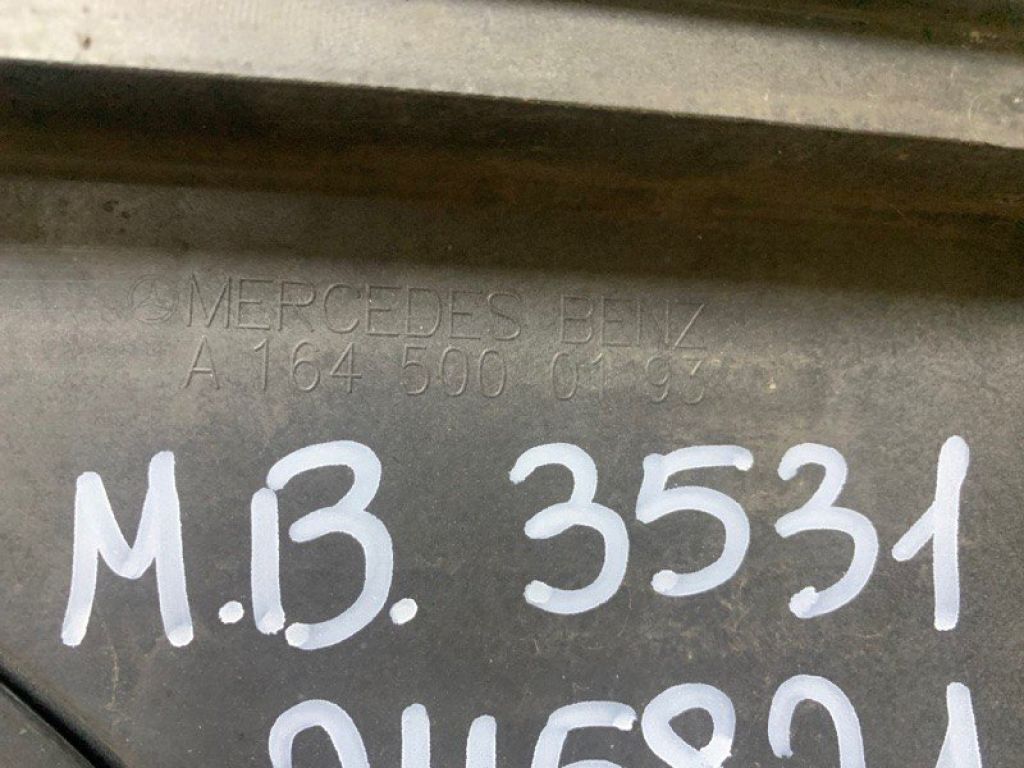 MERCEDES BENZ
A 164 500 01 93
M.B. 3531